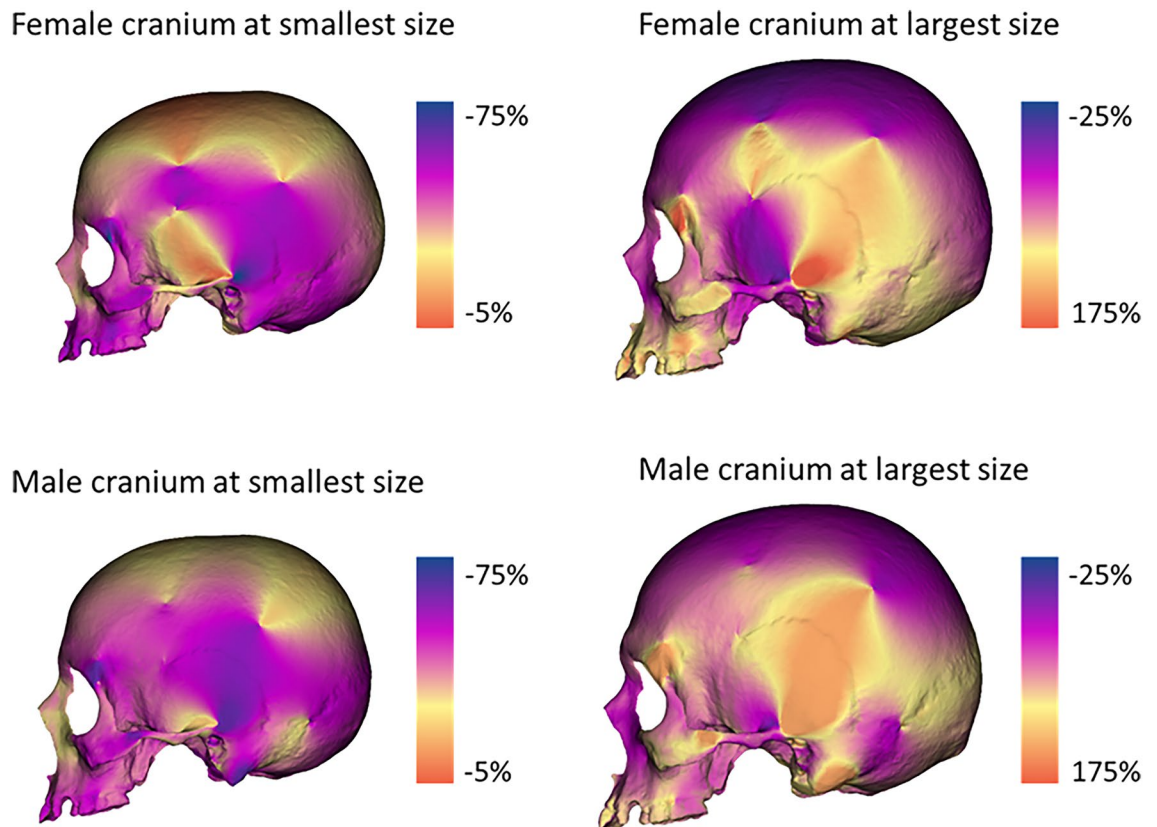 Female cranium at smallest size
Female cranium at largest size
-75%
-5%
-25%
175%
Male cranium at smallest size
Male cranium at largest size
-75%
-5%
-25%
175%